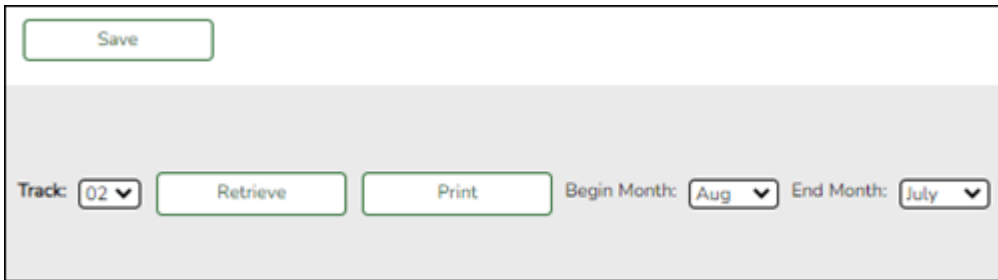 Save
Track: 02 Retrieve Print Begin Month: Aug End Month: July